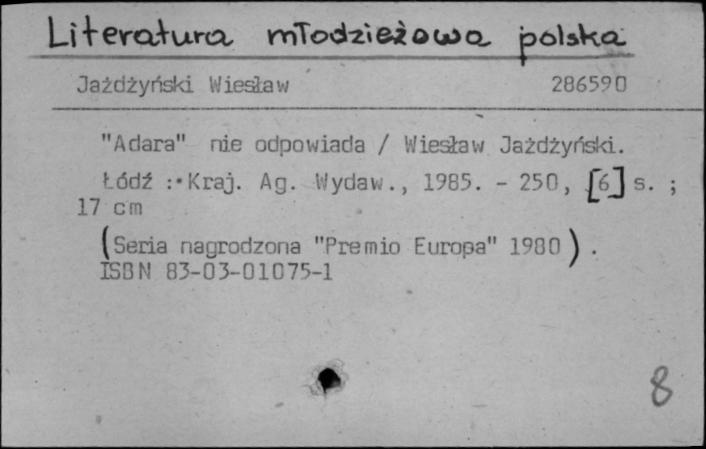 Literatura młodzieżowa polska
Jażdżyński Wiesław 286590
"Adara" nie odpowiada / Wiesław Jażdżyński.
Łódź : Kraj. Ag. Wydaw., 1985. - 250, [6] s. ;
17 cm
(Seria nagrodzona "Premio Europa" 1980) .
ISBN 83-03-01075-1
8